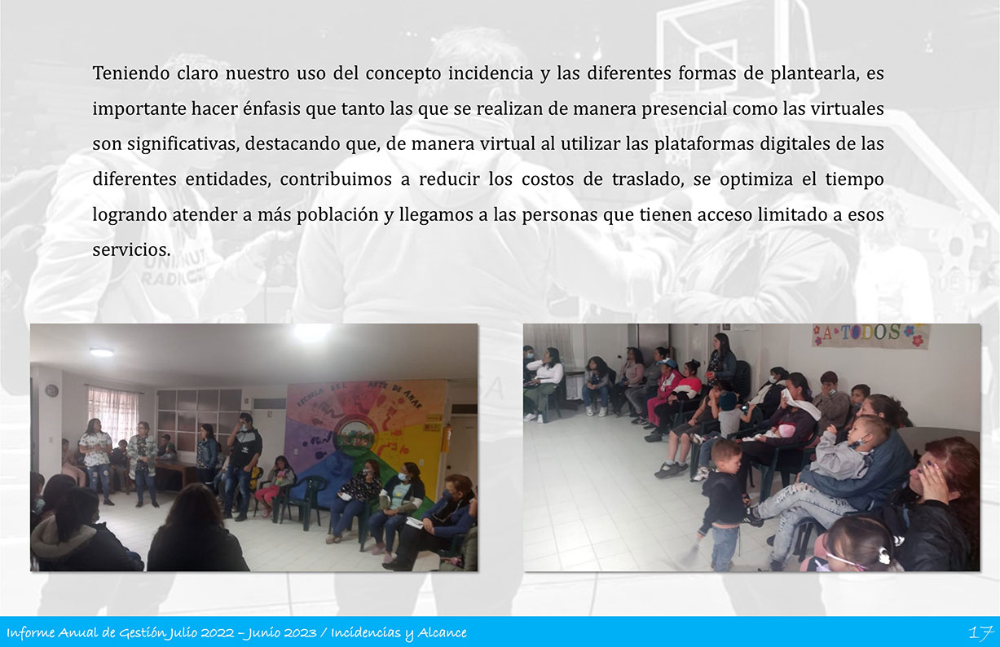 Teniendo claro nuestro uso del concepto incidencia y las diferentes formas de plantearla, es
importante hacer énfasis que tanto las que se realizan de manera presencial como las virtuales
son significativas, destacando que, de manera virtual al utilizar las plataformas digitales de las
diferentes entidades, contribuimos a reducir los costos de traslado, se optimiza el tiempo
logrando atender a más población y llegamos a las personas que tienen acceso limitado a esos
servicios.
ESCUELA DEL ARTE DE AMAR
A TODOS
Informe Anual de Gestión Julio 2022 – Junio 2023 / Incidencias y Alcance
17